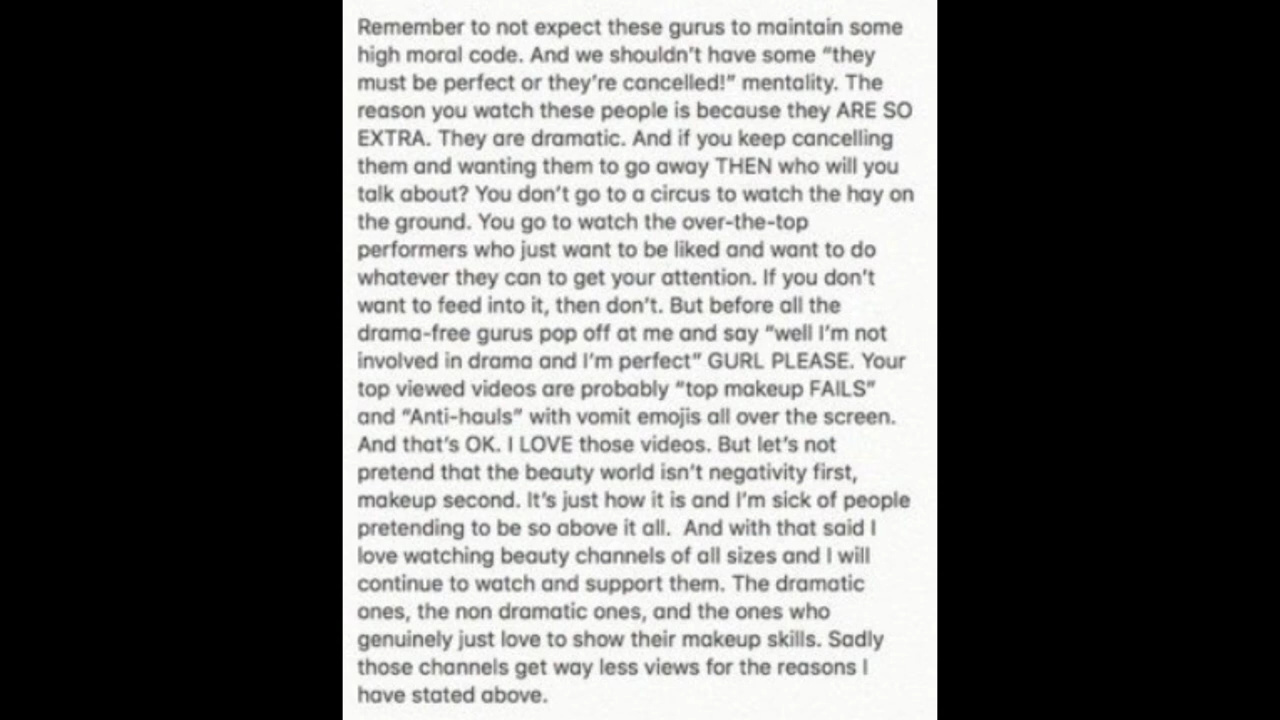 Remember to not expect these gurus to maintain some
high moral code. And we shouldn't have some "they
must be perfect or they're cancelled!" mentality. The
reason you watch these people is because they ARE SO
EXTRA. They are dramatic. And if you keep cancelling
them and wanting them to go away THEN who will you
talk about? You don't go to a circus to watch the hay on
the ground. You go to watch the over-the-top
performers who just want to be liked and want to do
whatever they can to get your attention. If you don't
want to feed into it, then don't. But before all the
drama-free gurus pop off at me and say "well I'm not
involved in drama and I'm perfect" GURL PLEASE. Your
top viewed videos are probably "top makeup FAILS"
and "Anti-hauls" with vomit emojis all over the screen.
And that's OK. I LOVE those videos. But let's not
pretend that the beauty world isn't negativity first,
makeup second. It's just how it is and I'm sick of people
pretending to be so above it all.  And with that said I
love watching beauty channels of all sizes and I will
continue to watch and support them. The dramatic
ones, the non dramatic ones, and the ones who
genuinely just love to show their makeup skills. Sadly
those channels get way less views for the reasons I
have stated above.